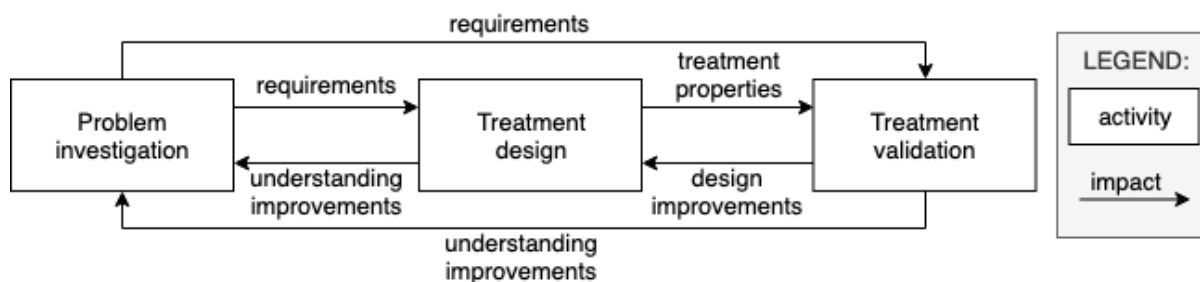 requirements
requirements
treatment
properties
LEGEND:
Problem
investigation
Treatment
design
Treatment
validation
activity
understanding
improvements
design
improvements
impact
understanding
improvements